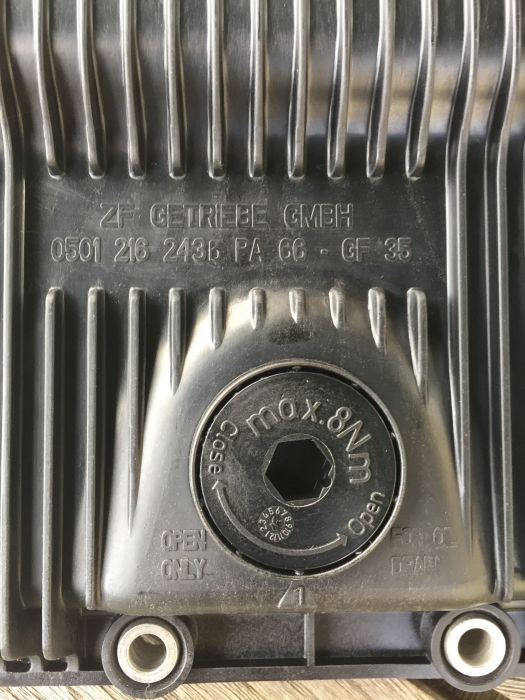 ZF GETRIEBE GMBH
0501 216 243b PA 66 - GF 35
max.8Nm
Close
Open
OPEN FOR OIL
ONLY DRAIN
1